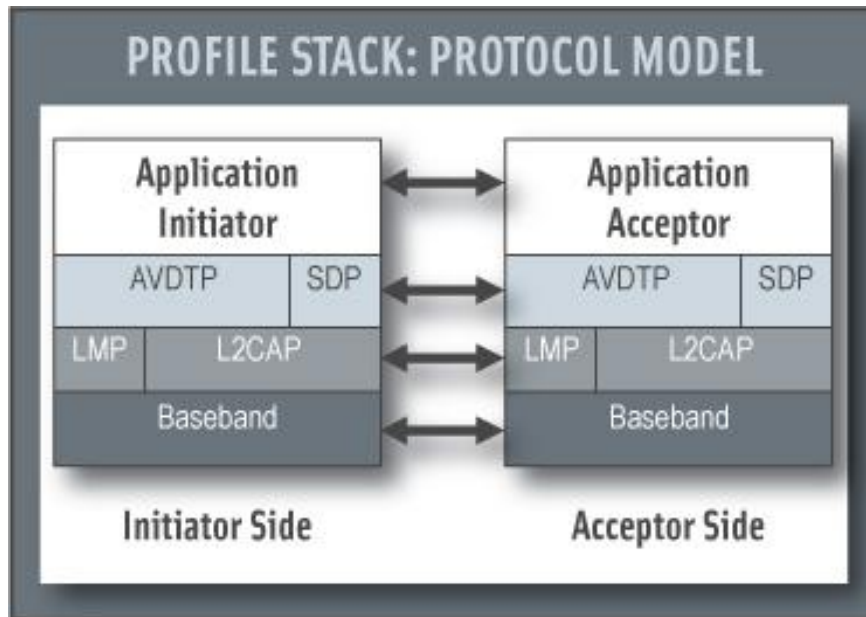 PROFILE STACK: PROTOCOL MODEL
Application
Initiator
AVDTP
SDP
LMP
L2CAP
Baseband
Initiator Side
Application
Acceptor
AVDTP
SDP
LMP
L2CAP
Baseband
Acceptor Side